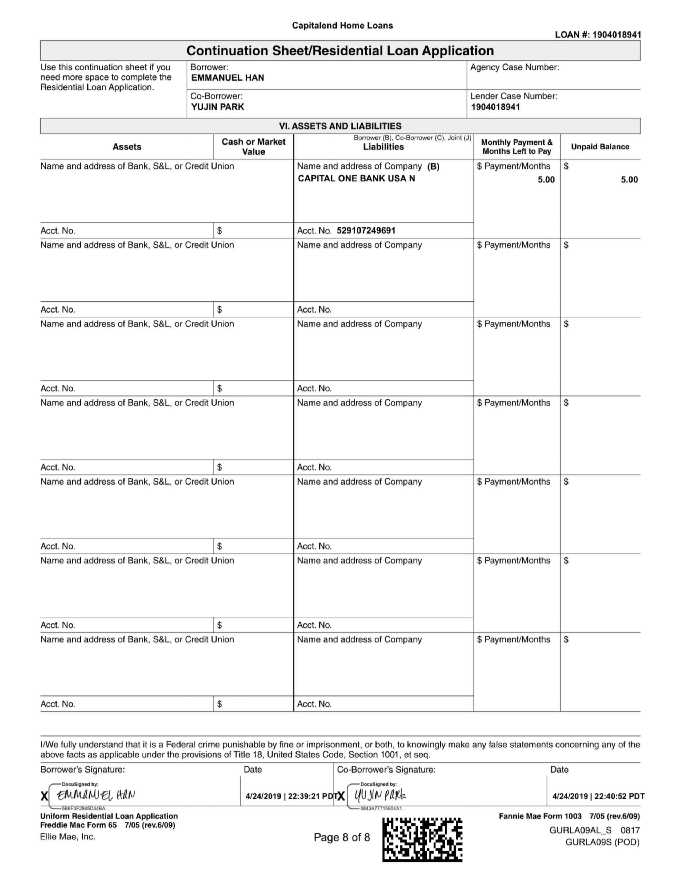 Capitalend Home Loans
LOAN #: 1904018941
Continuation Sheet/Residential Loan Application
Use this continuation sheet if you
need more space to complete the
Residential Loan Application.
Borrower:
EMMANUEL HAN
Agency Case Number:
Co-Borrower:
YUJIN PARK
Lender Case Number:
1904018941
VI. ASSETS AND LIABILITIES
Assets
Cash or Market
Value
Borrower (B), Co-Borrower (C), Joint (J)
Liabilities
Monthly Payment &
Months Left to Pay
Unpaid Balance
Name and address of Bank, S&L, or Credit Union
Name and address of Company (B)
CAPITAL ONE BANK USA N
$ Payment/Months
5.00
$
5.00
Acct. No.
$
Acct. No. 529107249691
Name and address of Bank, S&L, or Credit Union
Name and address of Company
$ Payment/Months
$
Acct. No.
$
Acct. No.
Name and address of Bank, S&L, or Credit Union
Name and address of Company
$ Payment/Months
$
Acct. No.
$
Acct. No.
Name and address of Bank, S&L, or Credit Union
Name and address of Company
$ Payment/Months
$
Acct. No.
$
Acct. No.
Name and address of Bank, S&L, or Credit Union
Name and address of Company
$ Payment/Months
$
Acct. No.
$
Acct. No.
Name and address of Bank, S&L, or Credit Union
Name and address of Company
$ Payment/Months
$
Acct. No.
$
Acct. No.
Name and address of Bank, S&L, or Credit Union
Name and address of Company
$ Payment/Months
$
Acct. No.
$
Acct. No.
I/We fully understand that it is a Federal crime punishable by fine or imprisonment, or both, to knowingly make any false statements concerning any of the
above facts as applicable under the provisions of Title 18, United States Code, Section 1001, et seq.
Borrower's Signature:
Date
Co-Borrower's Signature:
Date
DocuSigned by:
X EMMANUEL HAN
4/24/2019 | 22:39:21 PDT
DocuSigned by:
X YUJIN PARK
4/24/2019 | 22:40:52 PDT
Uniform Residential Loan Application
Freddie Mac Form 65 7/05 (rev.6/09)
Ellie Mae, Inc.
Page 8 of 8
Fannie Mae Form 1003 7/05 (rev.6/09)
GURLA09AL_S 0817
GURLA09S (POD)